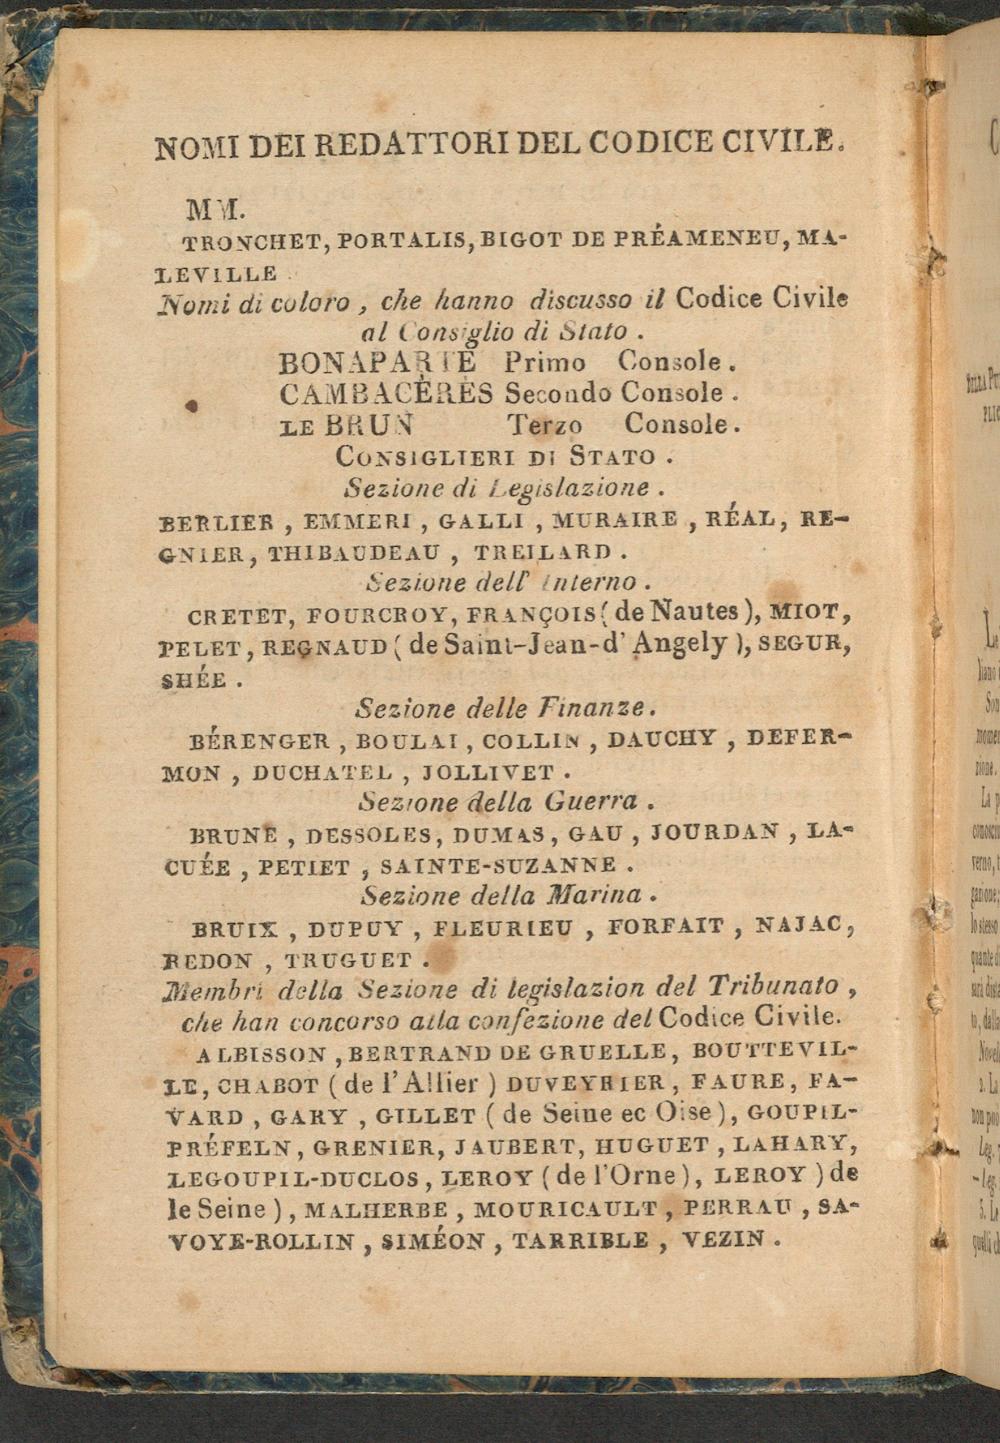 NOMI DEI REDATTORI DEL CODICE CIVILE.
MM.
TRONCHET, PORTALIS, BIGOT DE PRÉAMENEU, MA-
LEVILLE
Nomi di coloro, che hanno discusso il Codice Civile
al Consiglio di Stato.
BONAPARTE Primo Console.
CAMBACÉRÈS Secondo Console.
LE BRUN Terzo Console.
CONSIGLIERI DI STATO.
Sezione di Legislazione.
BERLIER, EMMERI, GALLI, MURAIRE, RÉAL, RE-
GNIER, THIBAUDEAU, TREILARD.
Sezione dell' interno.
CRETET, FOURCROY, FRANÇOIS (de Nautes), MIOT,
PELET, REGNAUD (de Saint-Jean-d'Angely), SEGUR,
SHÉE.
Sezione delle Finanze.
BÉRENGER, BOULAI, COLLIN, DAUCHY, DEFER-
MON, DUCHATEL, JOLLIVET.
Sezione della Guerra.
BRUNE, DESSOLES, DUMAS, GAU, JOURDAN, LA-
CUÉE, PETIET, SAINTE-SUZANNE.
Sezione della Marina.
BRUIX, DUPUY, FLEURIEU, FORFAIT, NAJAC,
REDON, TRUGUET.
Membri della Sezione di legislazion del Tribunato,
che han concorso alla confezione del Codice Civile.
ALBISSON, BERTRAND DE GRUELLE, BOUTTEVIL-
LE, CHABOT (de l'Allier) DUVEYRIER, FAURE, FA-
VARD, GARY, GILLET (de Seine ec Oise), GOUPIL-
PRÉFELN, GRENIER, JAUBERT, HUGUET, LAHARY,
LEGOUPIL-DUCLOS, LEROY (de l'Orne), LEROY )de
le Seine), MALHERBE, MOURICAULT, PERRAU, SA-
VOYE-ROLLIN, SIMÉON, TARRIBLE, VEZIN.